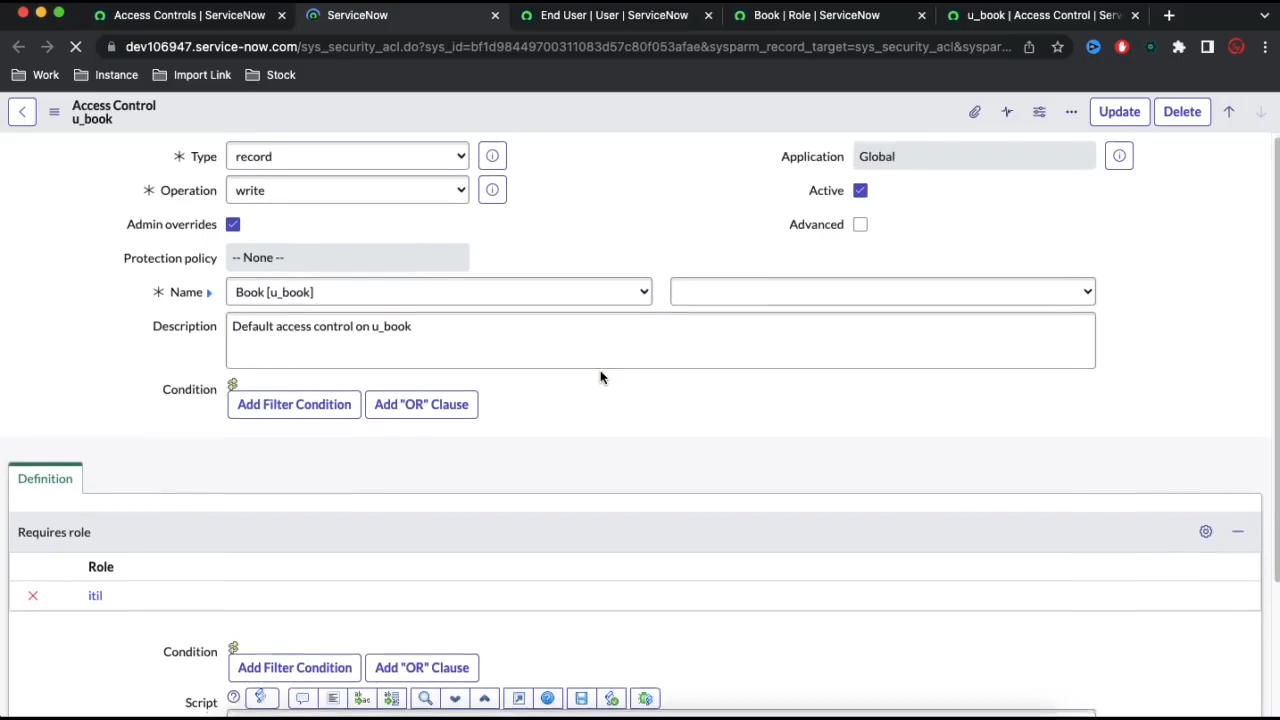 Access Controls | ServiceNow
ServiceNow
End User | User | ServiceNow
Book | Role | ServiceNow
u_book | Access Control | Serv
dev106947.service-now.com/sys_security_acl.do?sys_id=bf1d98449700311083d57c80f053afae&sysparm_record_target=sys_security_acl&syspar...
Work
Instance
Import Link
Stock
Access Control
u_book
Update
Delete
Type
record
Application
Global
Operation
write
Active
Admin overrides
Advanced
Protection policy
-- None --
Name
Book [u_book]
Description
Default access control on u_book
Condition
Add Filter Condition
Add "OR" Clause
Definition
Requires role
Role
itil
Condition
Add Filter Condition
Add "OR" Clause
Script